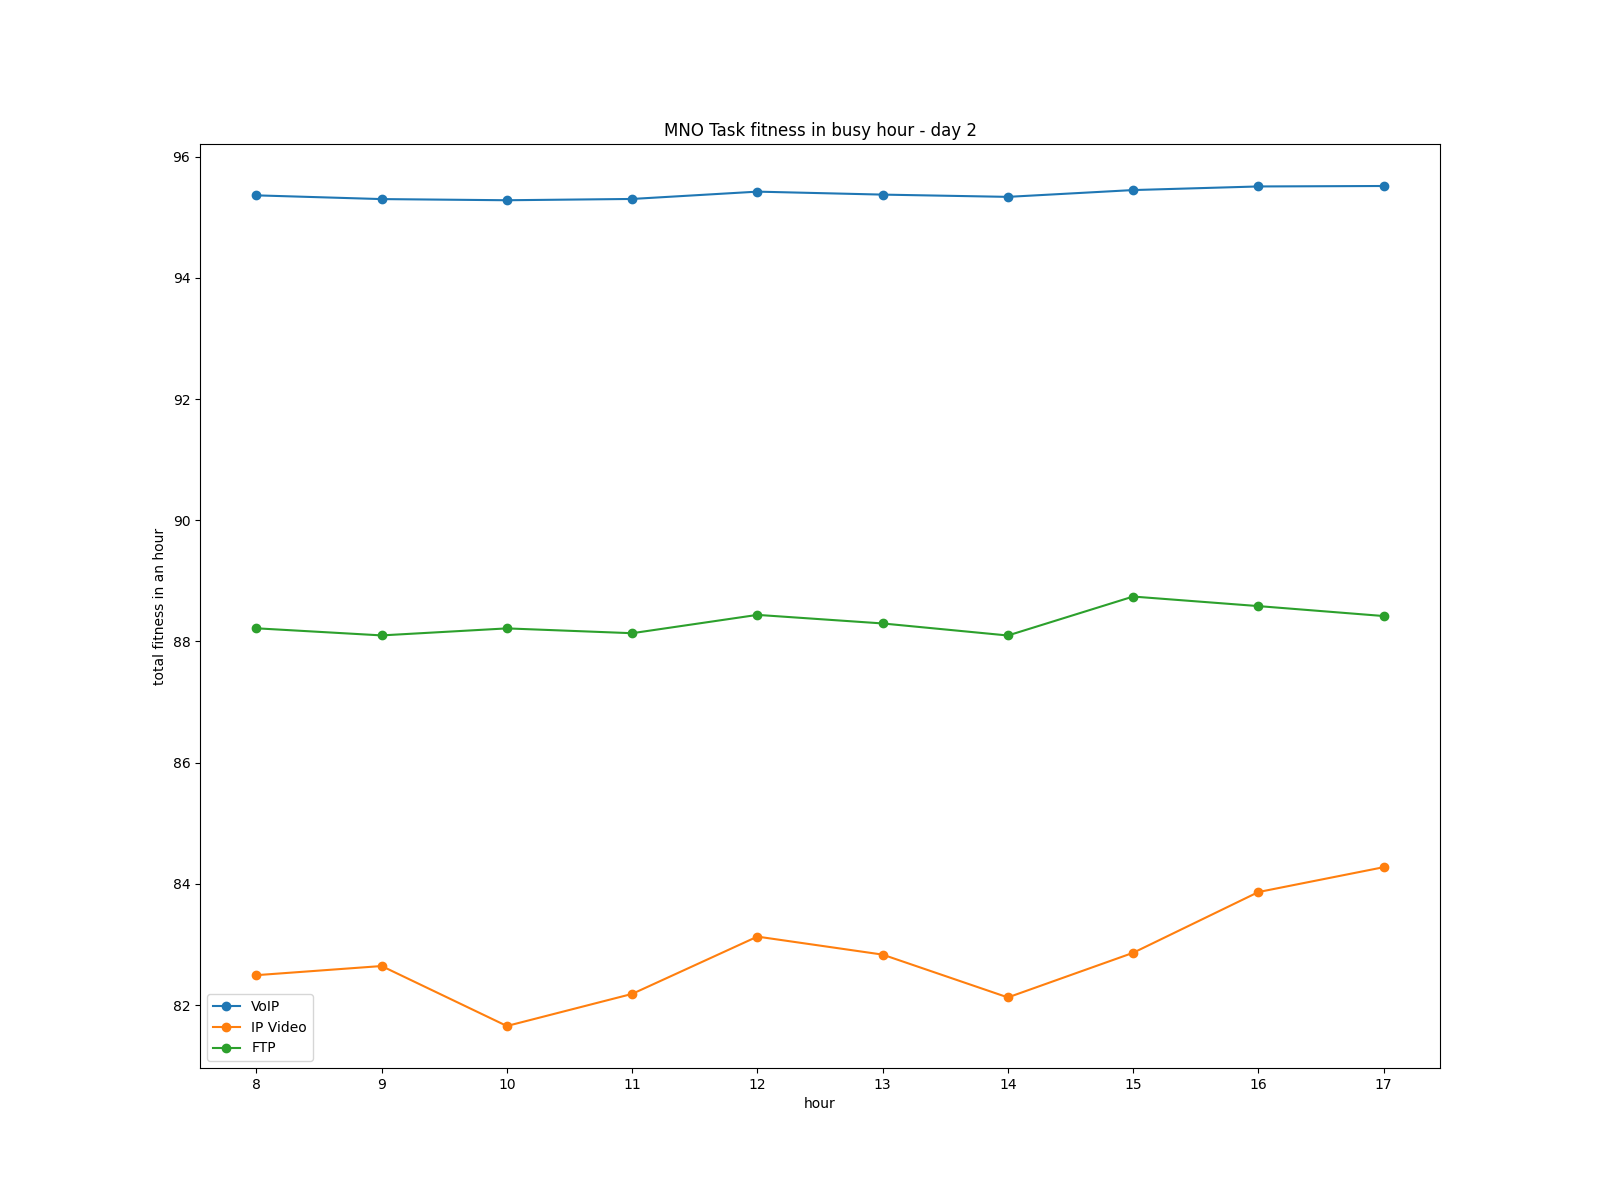 MNO Task fitness in busy hour - day 2
96
94
92
90
88
86
84
82
total fitness in an hour
VoIP
IP Video
FTP
8 9 10 11 12 13 14 15 16 17
hour